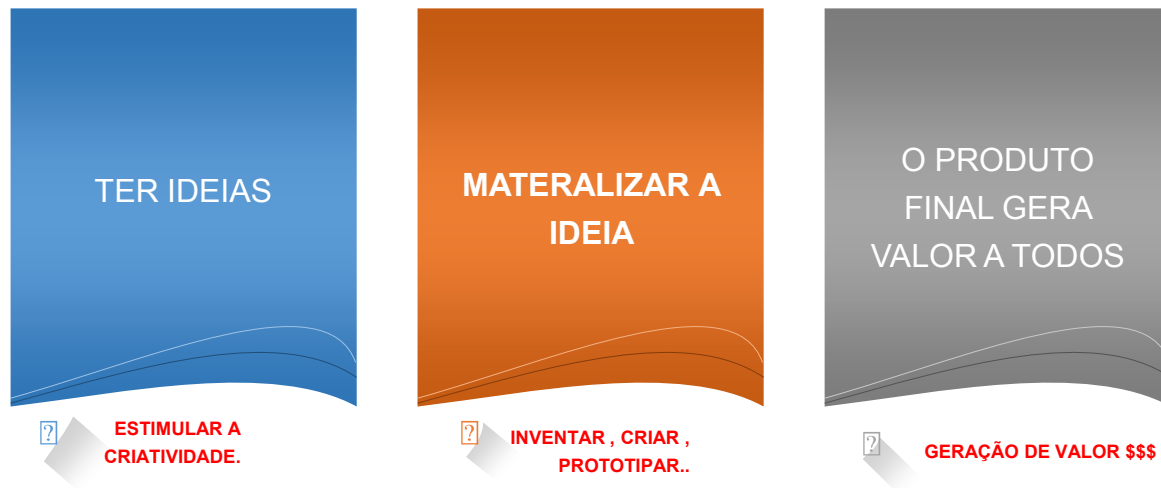 TER IDEIAS
MATERALIZAR A
IDEIA
O PRODUTO
FINAL GERA
VALOR A TODOS
ESTIMULAR A
CRIATIVIDADE.
INVENTAR , CRIAR ,
PROTOTIPAR..
GERAÇÃO DE VALOR $$$